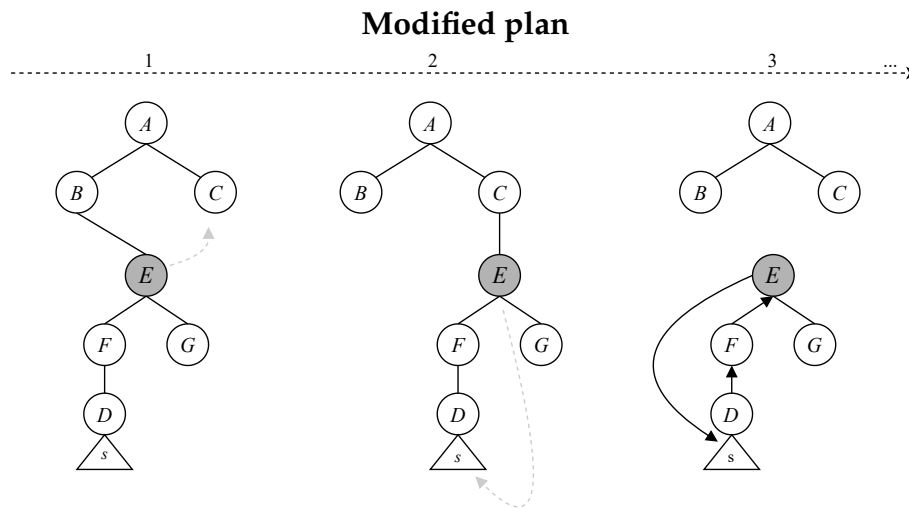 Modified plan
1 2 3 ...
A A A
B C B C B C
E E E
F G F G F G
D D D
s s s